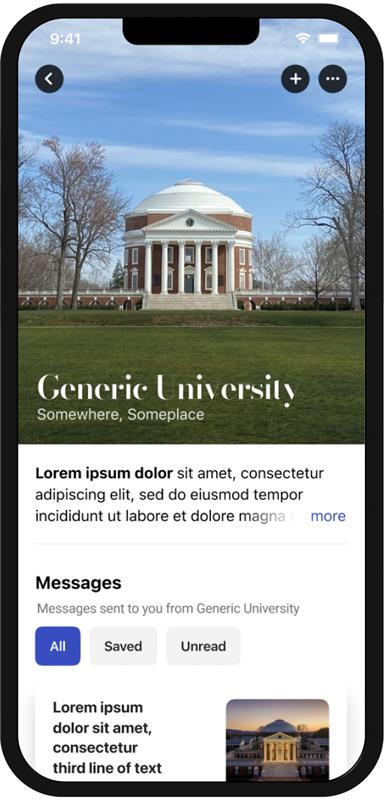 9:41
Generic University
Somewhere, Someplace
Lorem ipsum dolor sit amet, consectetur
adipiscing elit, sed do eiusmod tempor
incididunt ut labore et dolore magna more
Messages
Messages sent to you from Generic University
All Saved Unread
Lorem ipsum
dolor sit amet,
consectetur
third line of text